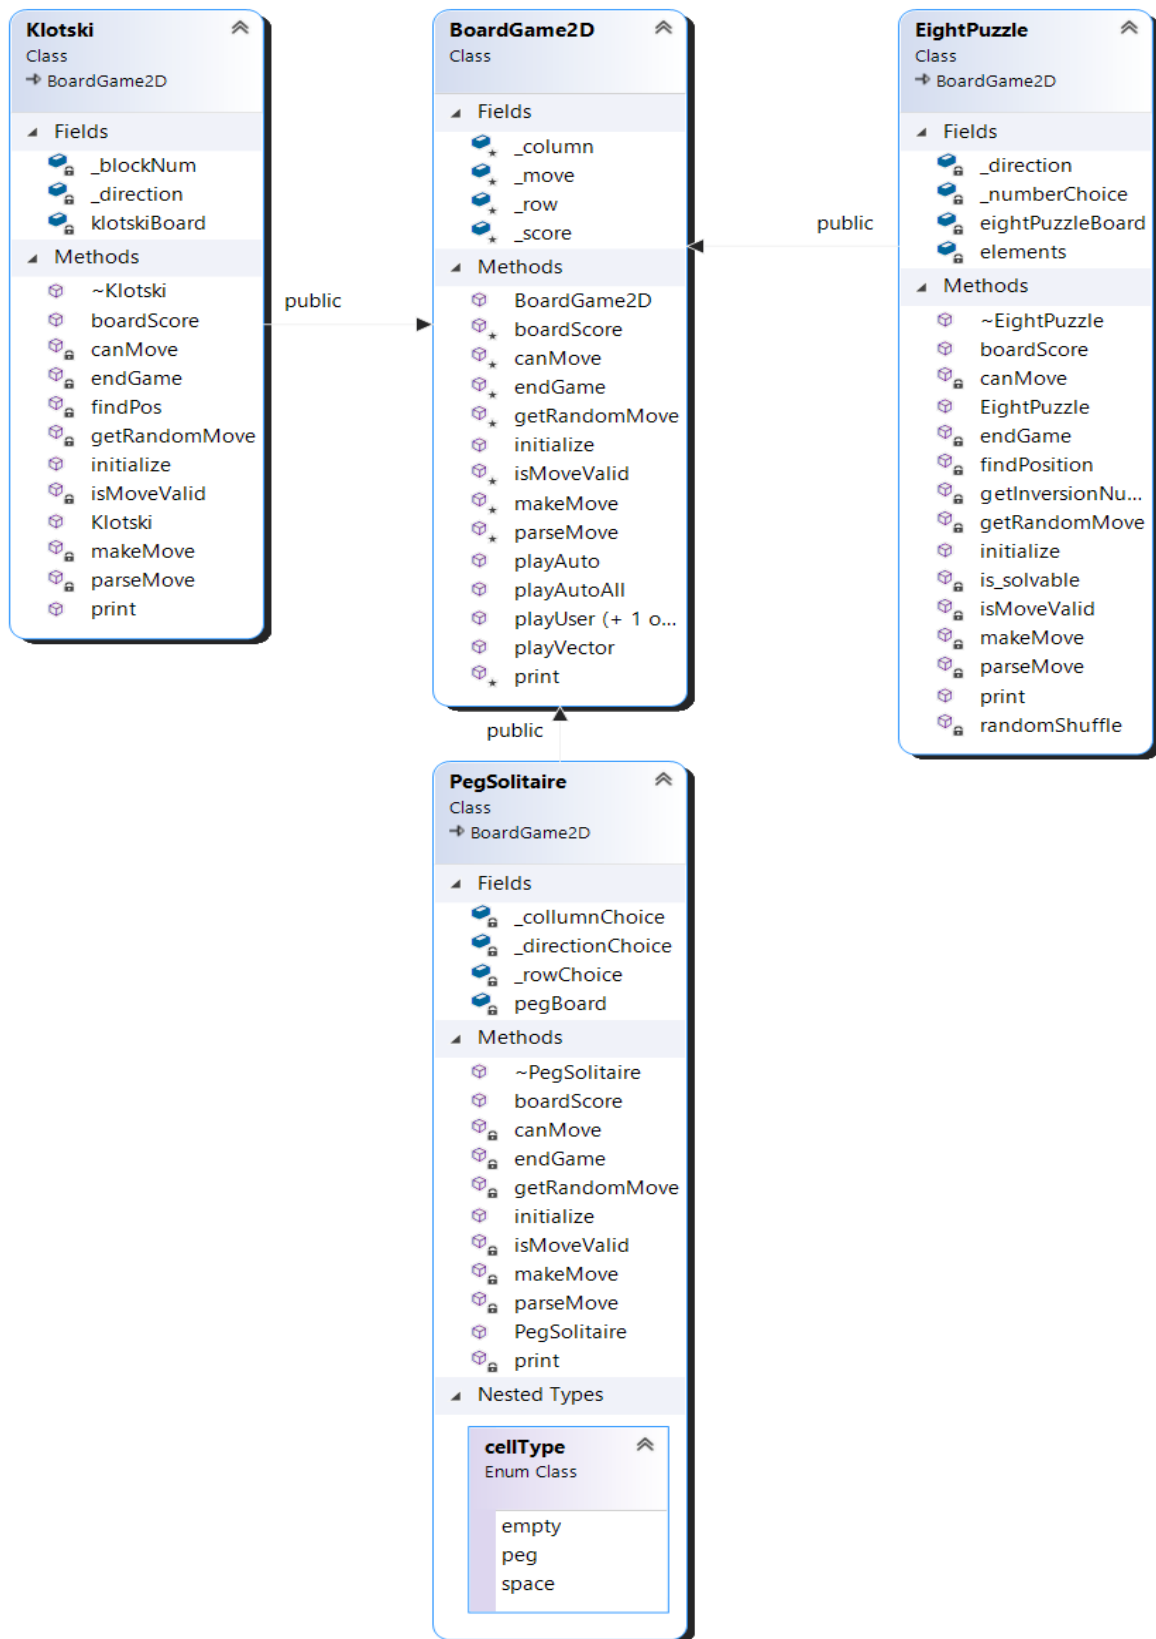 Klotski
Class
BoardGame2D
Fields
_blockNum
_direction
klotskiBoard
Methods
~Klotski
boardScore
canMove
endGame
findPos
getRandomMove
initialize
isMoveValid
Klotski
makeMove
parseMove
print
public
BoardGame2D
Class
Fields
_column
_move
_row
_score
Methods
BoardGame2D
boardScore
canMove
endGame
getRandomMove
initialize
isMoveValid
makeMove
parseMove
playAuto
playAutoAll
playUser (+ 1 o...
playVector
print
public
EightPuzzle
Class
BoardGame2D
Fields
_direction
_numberChoice
eightPuzzleBoard
elements
Methods
~EightPuzzle
boardScore
canMove
EightPuzzle
endGame
findPosition
getInversionNu...
getRandomMove
initialize
is_solvable
isMoveValid
makeMove
parseMove
print
randomShuffle
public
PegSolitaire
Class
BoardGame2D
Fields
_collumnChoice
_directionChoice
_rowChoice
pegBoard
Methods
~PegSolitaire
boardScore
canMove
endGame
getRandomMove
initialize
isMoveValid
makeMove
parseMove
PegSolitaire
print
Nested Types
cellType
Enum Class
empty
peg
space